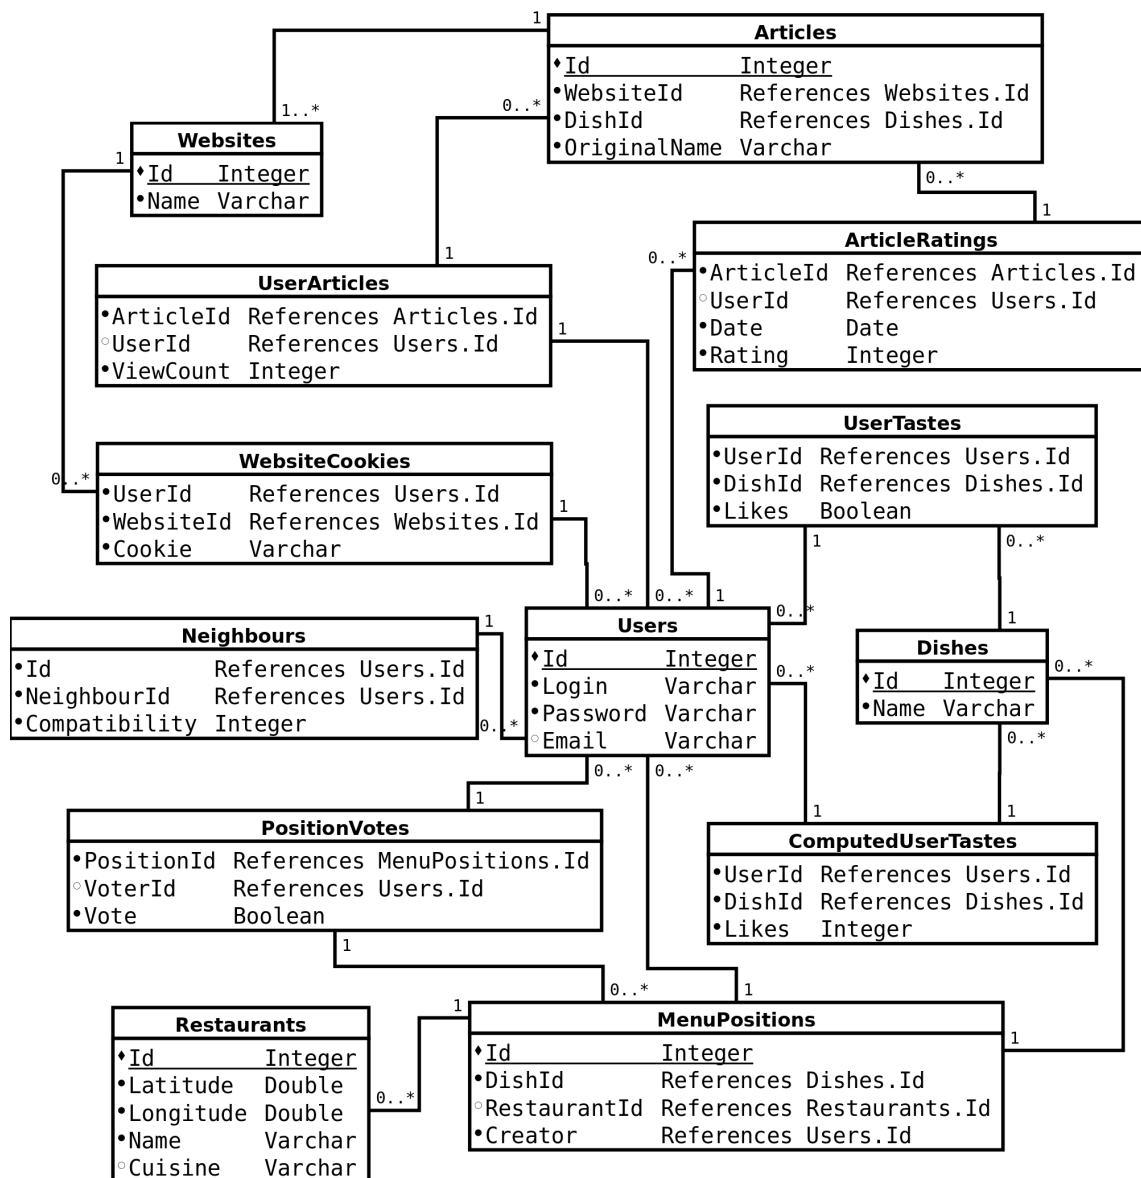 1
Articles
Id Integer
WebsiteId References Websites.Id
DishId References Dishes.Id
OriginalName Varchar
1..*
0..*
Websites
1
Id Integer
Name Varchar
0..*
1
ArticleRatings
0..*
ArticleId References Articles.Id
UserId References Users.Id
Date Date
Rating Integer
1
UserArticles
ArticleId References Articles.Id
UserId References Users.Id
ViewCount Integer
1
UserTastes
UserId References Users.Id
DishId References Dishes.Id
Likes Boolean
1
0..*
WebsiteCookies
0..*
UserId References Users.Id
WebsiteId References Websites.Id
Cookie Varchar
1
0..*
0..*
1
0..*
1
Neighbours
1
Id References Users.Id
NeighbourId References Users.Id
Compatibility Integer
0..*
Users
Id Integer
Login Varchar
Password Varchar
Email Varchar
0..*
Dishes
0..*
Id Integer
Name Varchar
0..*
0..*
0..*
1
1
1
PositionVotes
PositionId References MenuPositions.Id
VoterId References Users.Id
Vote Boolean
1
ComputedUserTastes
UserId References Users.Id
DishId References Dishes.Id
Likes Integer
0..*
1
1
Restaurants
Id Integer
Latitude Double
Longitude Double
Name Varchar
Cuisine Varchar
0..*
MenuPositions
1
Id Integer
DishId References Dishes.Id
RestaurantId References Restaurants.Id
Creator References Users.Id